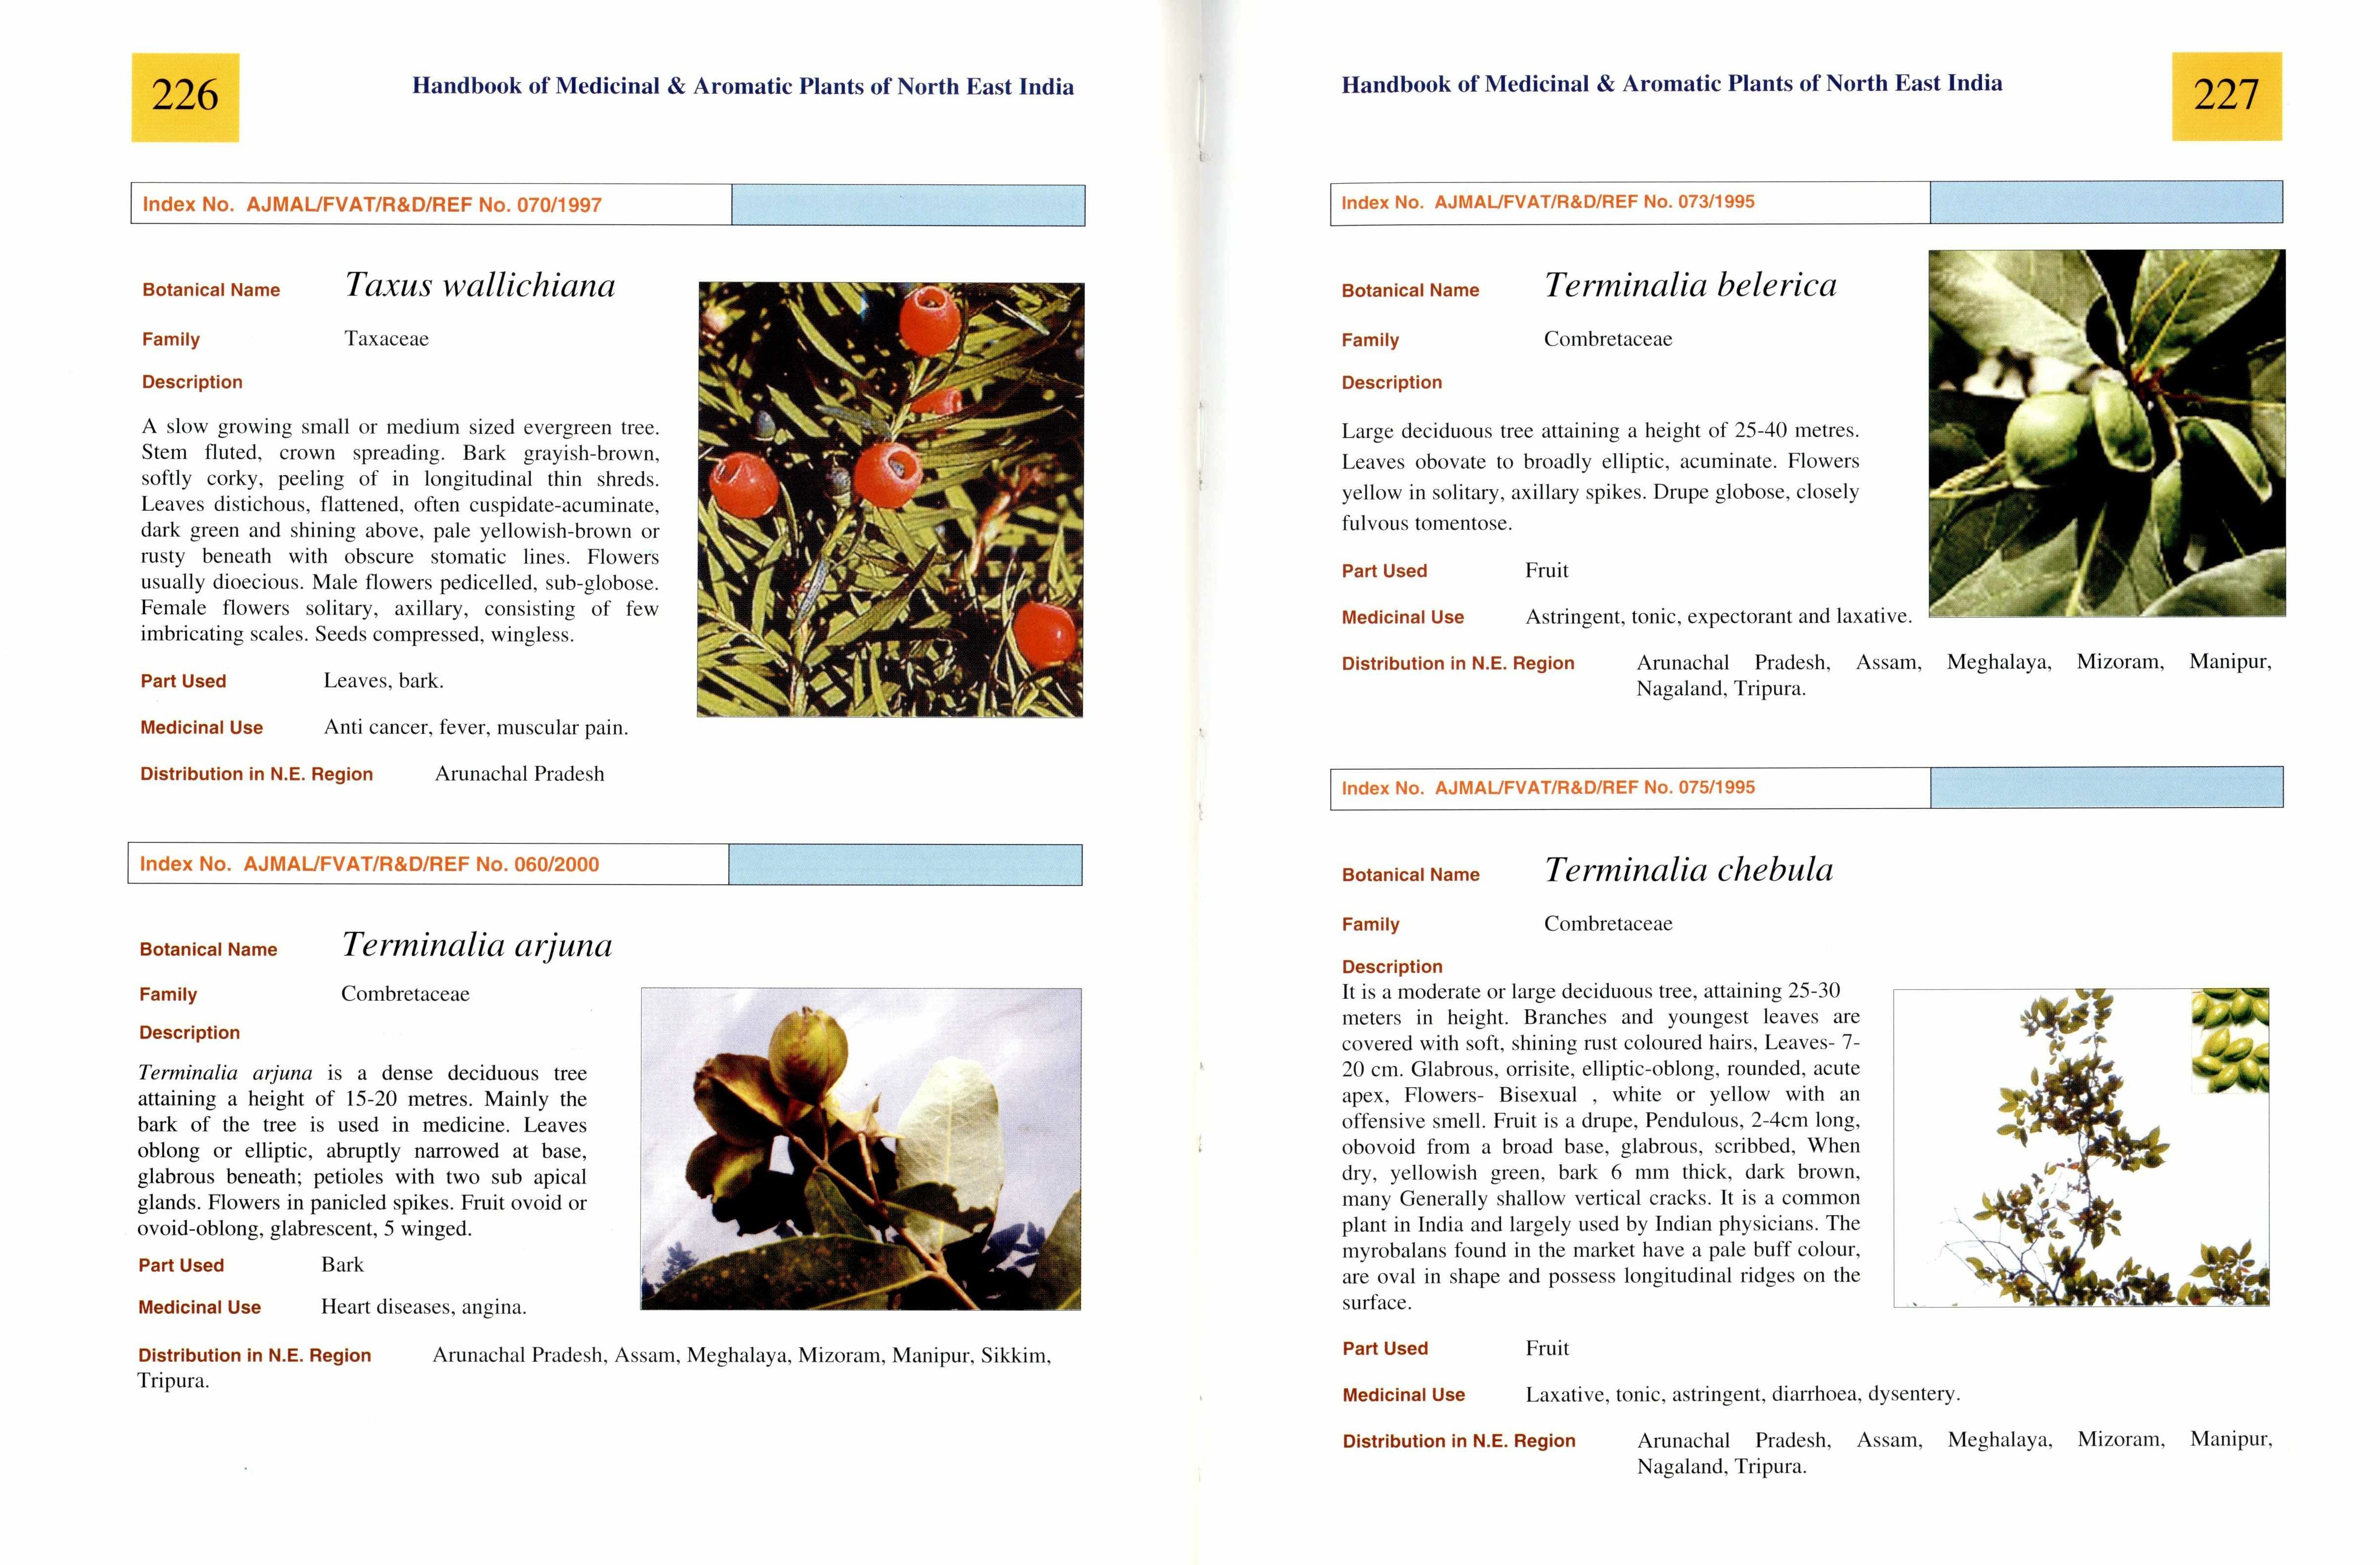 226
Handbook of Medicinal & Aromatic Plants of North East India
Index No. AJMAL/FVAT/R&D/REF No. 070/1997
Botanical Name Taxus wallichiana
Family Taxaceae
Description
A slow growing small or medium sized evergreen tree.
Stem fluted, crown spreading. Bark grayish-brown,
softly corky, peeling of in longitudinal thin shreds.
Leaves distichous, flattened, often cuspidate-acuminate,
dark green and shining above, pale yellowish-brown or
rusty beneath with obscure stomatic lines. Flowers
usually dioecious. Male flowers pedicelled, sub-globose.
Female flowers solitary, axillary, consisting of few
imbricating scales. Seeds compressed, wingless.
Part Used Leaves, bark.
Medicinal Use Anti cancer, fever, muscular pain.
Distribution in N.E. Region Arunachal Pradesh
Index No. AJMAL/FVAT/R&D/REF No. 060/2000
Botanical Name Terminalia arjuna
Family Combretaceae
Description
Terminalia arjuna is a dense deciduous tree
attaining a height of 15-20 metres. Mainly the
bark of the tree is used in medicine. Leaves
oblong or elliptic, abruptly narrowed at base,
glabrous beneath; petioles with two sub apical
glands. Flowers in panicled spikes. Fruit ovoid or
ovoid-oblong, glabrescent, 5 winged.
Part Used Bark
Medicinal Use Heart diseases, angina.
Distribution in N.E. Region Arunachal Pradesh, Assam, Meghalaya, Mizoram, Manipur, Sikkim,
Tripura.
Handbook of Medicinal & Aromatic Plants of North East India
227
Index No. AJMAL/FVAT/R&D/REF No. 073/1995
Botanical Name Terminalia belerica
Family Combretaceae
Description
Large deciduous tree attaining a height of 25-40 metres.
Leaves obovate to broadly elliptic, acuminate. Flowers
yellow in solitary, axillary spikes. Drupe globose, closely
fulvous tomentose.
Part Used Fruit
Medicinal Use Astringent, tonic, expectorant and laxative.
Distribution in N.E. Region Arunachal Pradesh, Assam, Meghalaya, Mizoram, Manipur,
Nagaland, Tripura.
Index No. AJMAL/FVAT/R&D/REF No. 075/1995
Botanical Name Terminalia chebula
Family Combretaceae
Description
It is a moderate or large deciduous tree, attaining 25-30
meters in height. Branches and youngest leaves are
covered with soft, shining rust coloured hairs, Leaves- 7-
20 cm. Glabrous, orrisite, elliptic-oblong, rounded, acute
apex, Flowers- Bisexual , white or yellow with an
offensive smell. Fruit is a drupe, Pendulous, 2-4cm long,
obovoid from a broad base, glabrous, scribbed, When
dry, yellowish green, bark 6 mm thick, dark brown,
many Generally shallow vertical cracks. It is a common
plant in India and largely used by Indian physicians. The
myrobalans found in the market have a pale buff colour,
are oval in shape and possess longitudinal ridges on the
surface.
Part Used Fruit
Medicinal Use Laxative, tonic, astringent, diarrhoea, dysentery.
Distribution in N.E. Region Arunachal Pradesh, Assam, Meghalaya, Mizoram, Manipur,
Nagaland, Tripura.